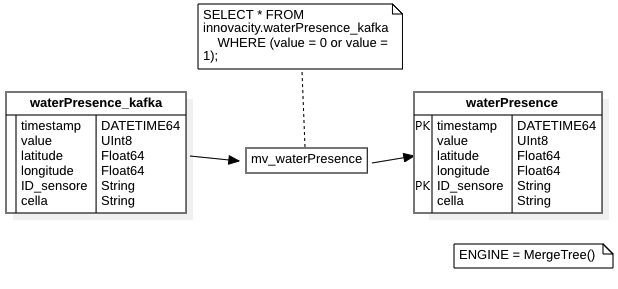 SELECT * FROM
innovacity.waterPresence_kafka
WHERE (value = 0 or value =
1);
waterPresence_kafka
timestamp DATETIME64
value UInt8
latitude Float64
longitude Float64
ID_sensore String
cella String
mv_waterPresence
waterPresence
PK timestamp DATETIME64
value UInt8
latitude Float64
longitude Float64
PK ID_sensore String
cella String
ENGINE = MergeTree()